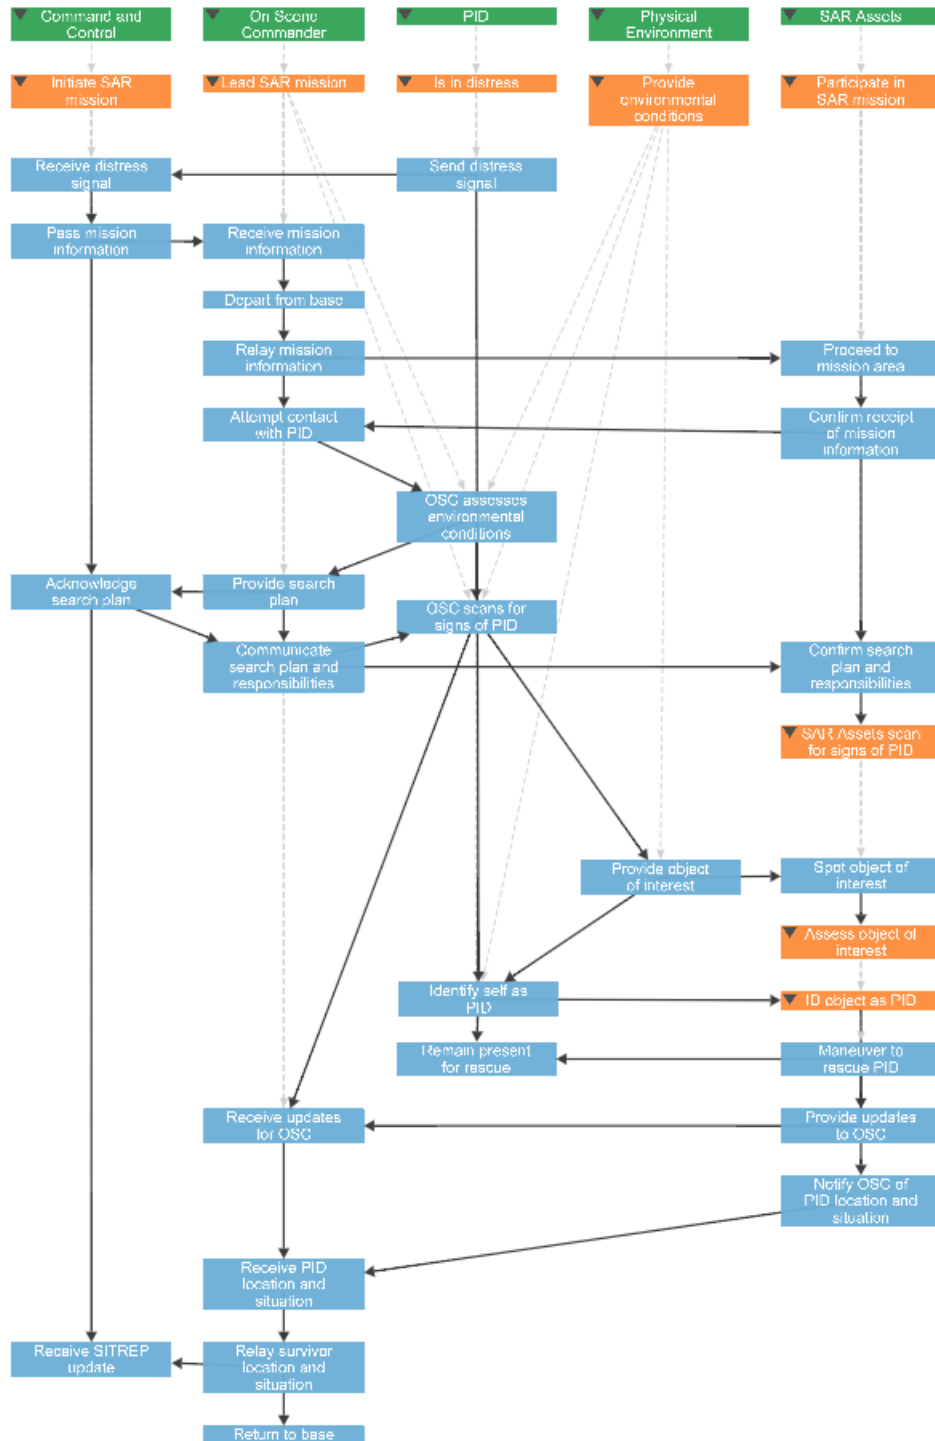 Command and
Control
On Scene
Commander
PID
Physical
Environment
SAR Assets
Initiate SAR
mission
Lead SAR mission
Is in distress
Provide
environmental
conditions
Participate in
SAR mission
Receive distress
signal
Send distress
signal
Pass mission
information
Receive mission
information
Depart from base
Relay mission
information
Proceed to
mission area
Attempt contact
with PID
Confirm receipt
of mission
information
OSC assesses
environmental
conditions
Acknowledge
search plan
Provide search
plan
OSC scans for
signs of PID
Communicate
search plan and
responsibilities
Confirm search
plan and
responsibilities
SAR Assets scan
for signs of PID
Provide object
of interest
Spot object of
interest
Assess object of
interest
Identify self as
PID
ID object as PID
Remain present
for rescue
Maneuver to
rescue PID
Receive updates
for OSC
Provide updates
to OSC
Notify OSC of
PID location and
situation
Receive PID
location and
situation
Receive SITREP
update
Relay survivor
location and
situation
Return to base